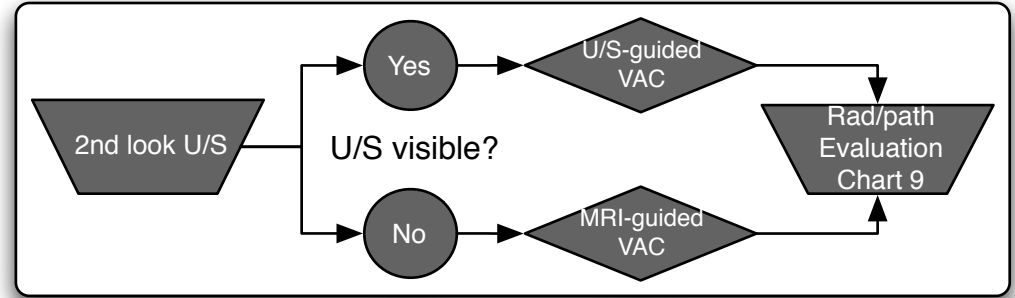 2nd look U/S
U/S visible?
Yes
U/S-guided
VAC
No
MRI-guided
VAC
Rad/path
Evaluation
Chart 9